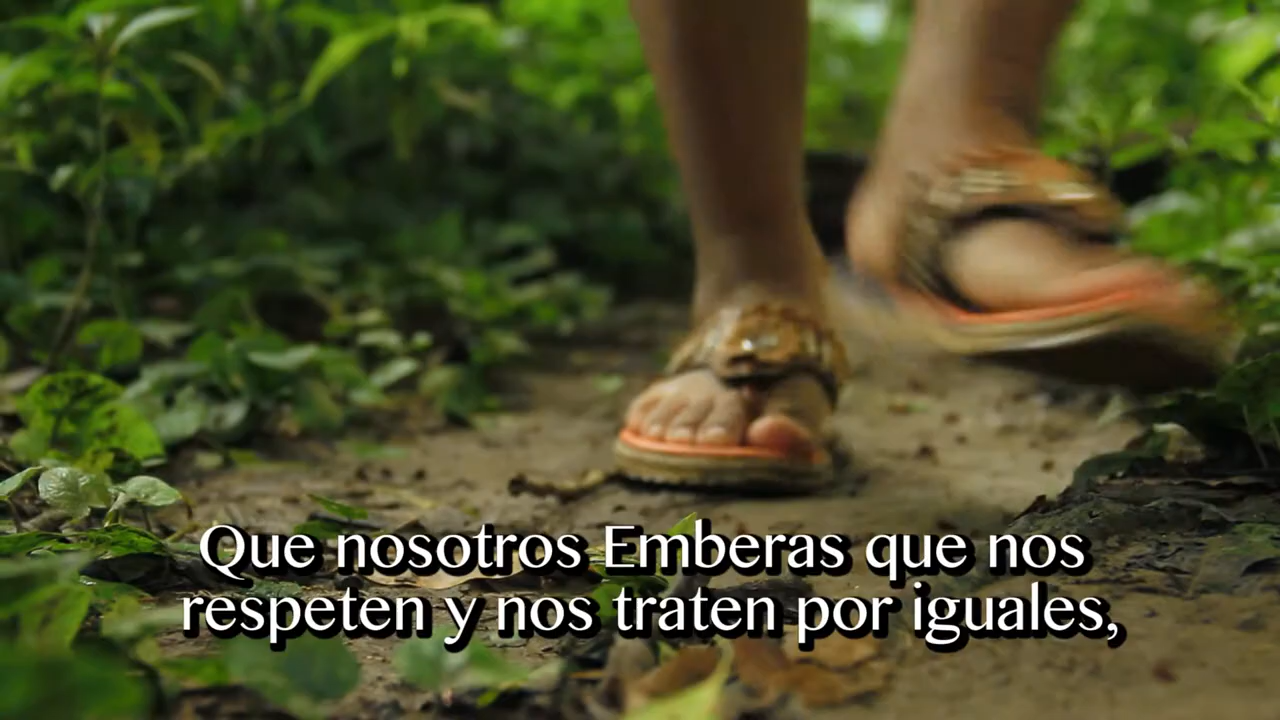 Que nosotros Emberas que nos
respeten y nos traten por iguales,